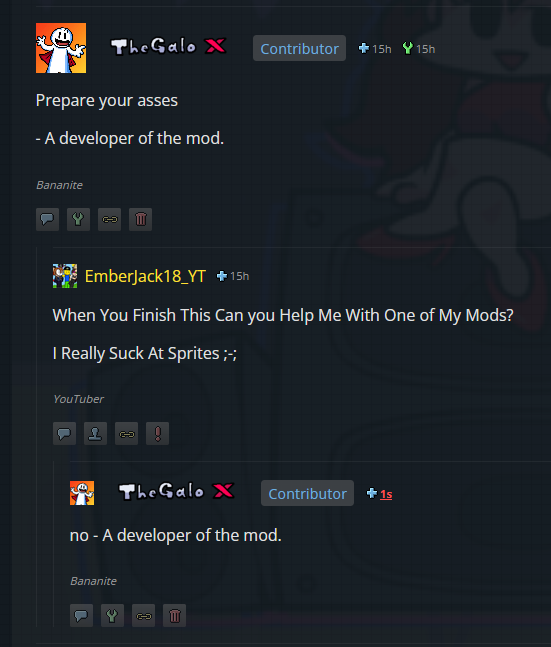 TheGalo X Contributor 15h 15h
Prepare your asses
- A developer of the mod.
Bananite
EmberJack18_YT 15h
When You Finish This Can you Help Me With One of My Mods?
I Really Suck At Sprites ;-;
YouTuber
TheGalo X Contributor 1s
no - A developer of the mod.
Bananite